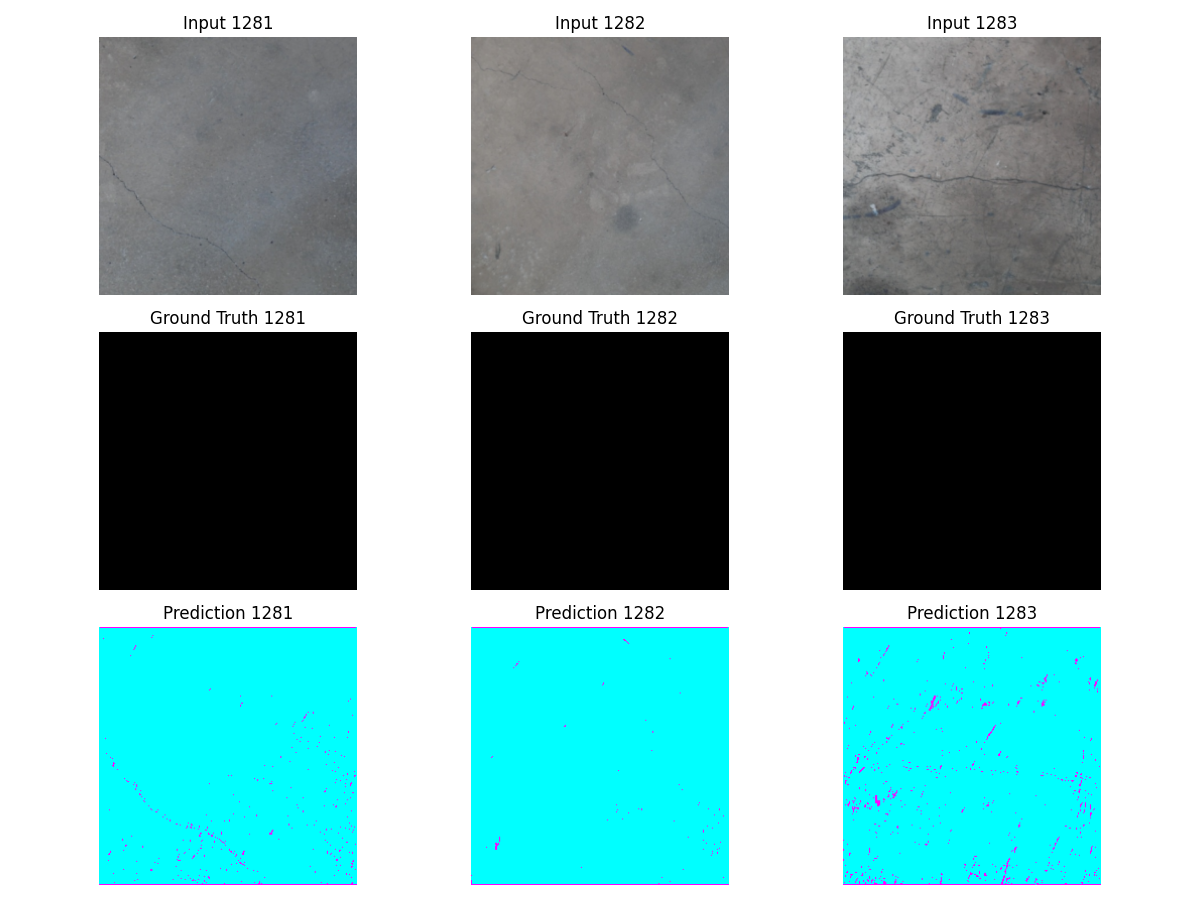 Input 1281
Input 1282
Input 1283
Ground Truth 1281
Ground Truth 1282
Ground Truth 1283
Prediction 1281
Prediction 1282
Prediction 1283